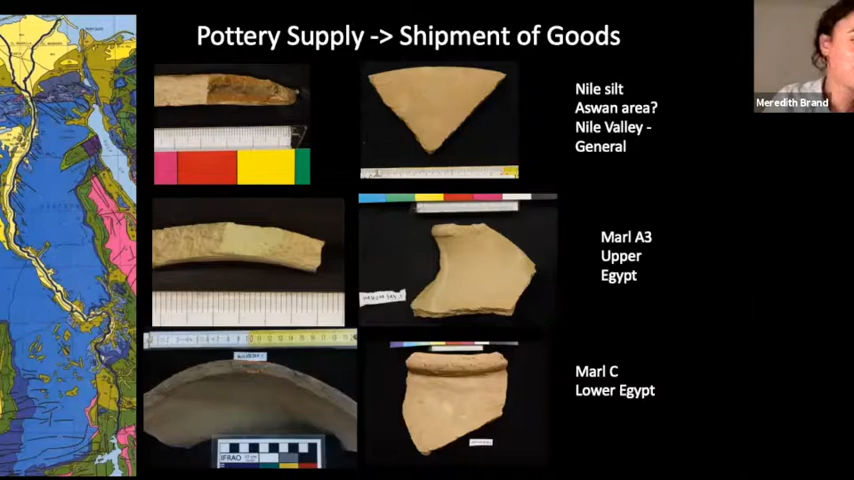 Pottery Supply -> Shipment of Goods
Nile silt
Aswan area?
Nile Valley -
General
Meredith Brand
Marl A3
Upper
Egypt
Marl C
Lower Egypt
IFRAO